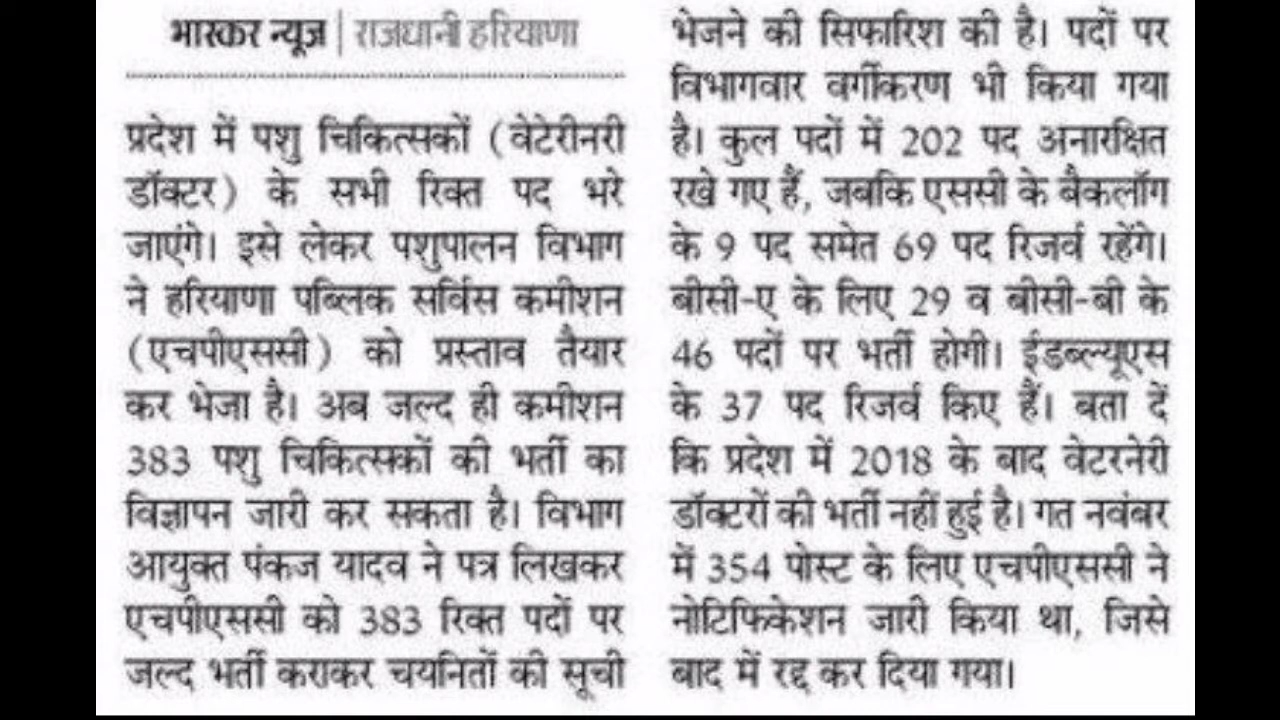 भास्कर न्यूज | राजधानी हरियाणा
प्रदेश में पशु चिकित्सकों (वेटेरीनरी
डॉक्टर) के सभी रिक्त पद भरे
जाएंगे। इसे लेकर पशुपालन विभाग
ने हरियाणा पब्लिक सर्विस कमीशन
(एचपीएससी) को प्रस्ताव तैयार
कर भेजा है। अब जल्द ही कमीशन
383 पशु चिकित्सकों की भर्ती का
विज्ञापन जारी कर सकता है। विभाग
आयुक्त पंकज यादव ने पत्र लिखकर
एचपीएससी को 383 रिक्त पदों पर
जल्द भर्ती कराकर चयनितों की सूची
भेजने की सिफारिश की है। पदों पर
विभागवार वर्गीकरण भी किया गया
है। कुल पदों में 202 पद अनारक्षित
रखे गए हैं, जबकि एससी के बैकलॉग
के 9 पद समेत 69 पद रिजर्व रहेंगे।
बीसी-ए के लिए 29 व बीसी-बी के
46 पदों पर भर्ती होगी। ईडब्ल्यूएस
के 37 पद रिजर्व किए हैं। बता दें
कि प्रदेश में 2018 के बाद वेटरनेरी
डॉक्टरों की भर्ती नहीं हुई है। गत नवंबर
में 354 पोस्ट के लिए एचपीएससी ने
नोटिफिकेशन जारी किया था, जिसे
बाद में रद्द कर दिया गया।